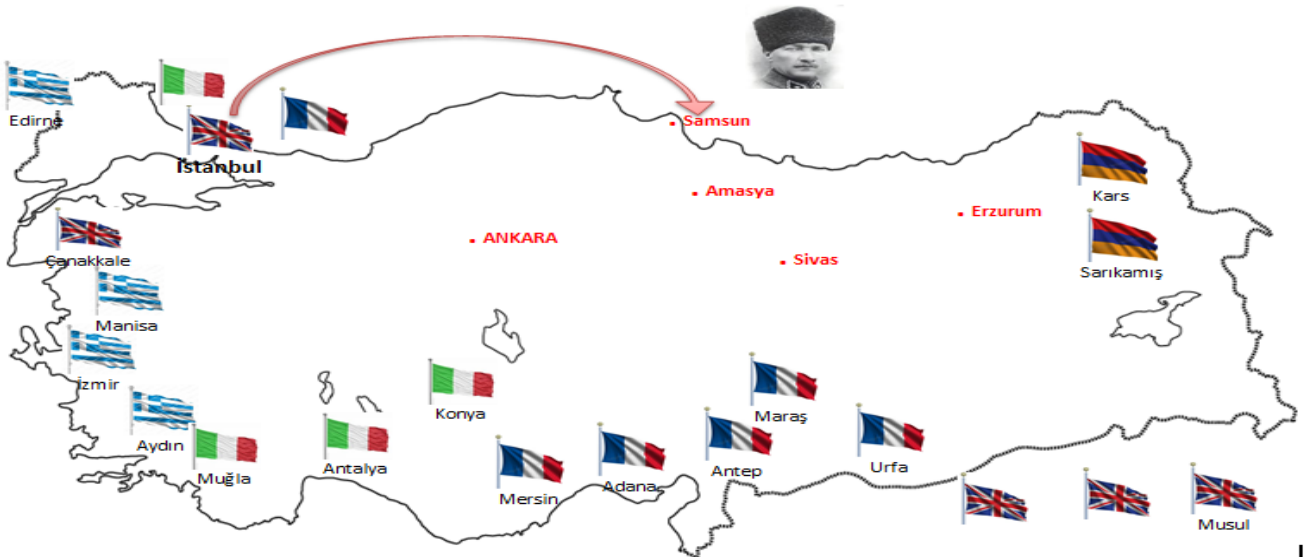 Edirne
İstanbul
Samsun
Amasya
Kars
Erzurum
ANKARA
Sivas
Çanakkale
Sarıkamış
Manisa
İzmir
Konya
Maraş
Aydın
Muğla
Antalya
Mersin
Adana
Antep
Urfa
Musul